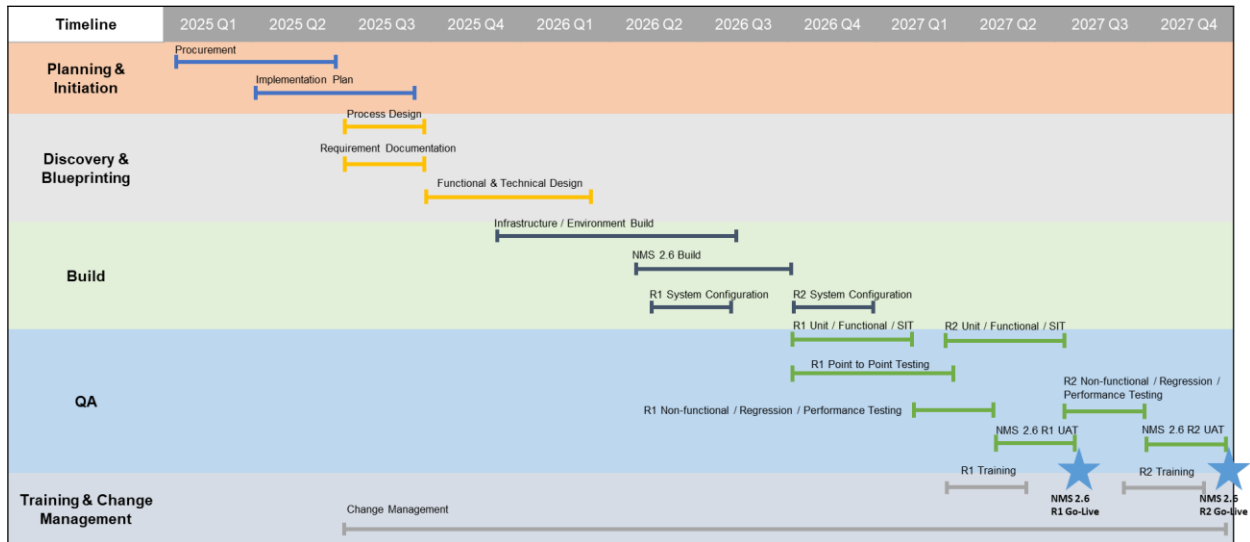 Timeline 2025 Q1 2025 Q2 2025 Q3 2025 Q4 2026 Q1 2026 Q2 2026 Q3 2026 Q4 2027 Q1 2027 Q2 2027 Q3 2027 Q4
Planning &
Initiation
Procurement
Implementation Plan
Discovery &
Blueprinting
Process Design
Requirement Documentation
Functional & Technical Design
Build
Infrastructure / Environment Build
NMS 2.6 Build
R1 System Configuration
R2 System Configuration
QA
R1 Unit / Functional / SIT
R2 Unit / Functional / SIT
R1 Point to Point Testing
R1 Non-functional / Regression / Performance Testing
R2 Non-functional / Regression /
Performance Testing
NMS 2.6 R1 UAT
NMS 2.6 R2 UAT
Training & Change
Management
R1 Training
R2 Training
NMS 2.6
R1 Go-Live
NMS 2.6
R2 Go-Live
Change Management